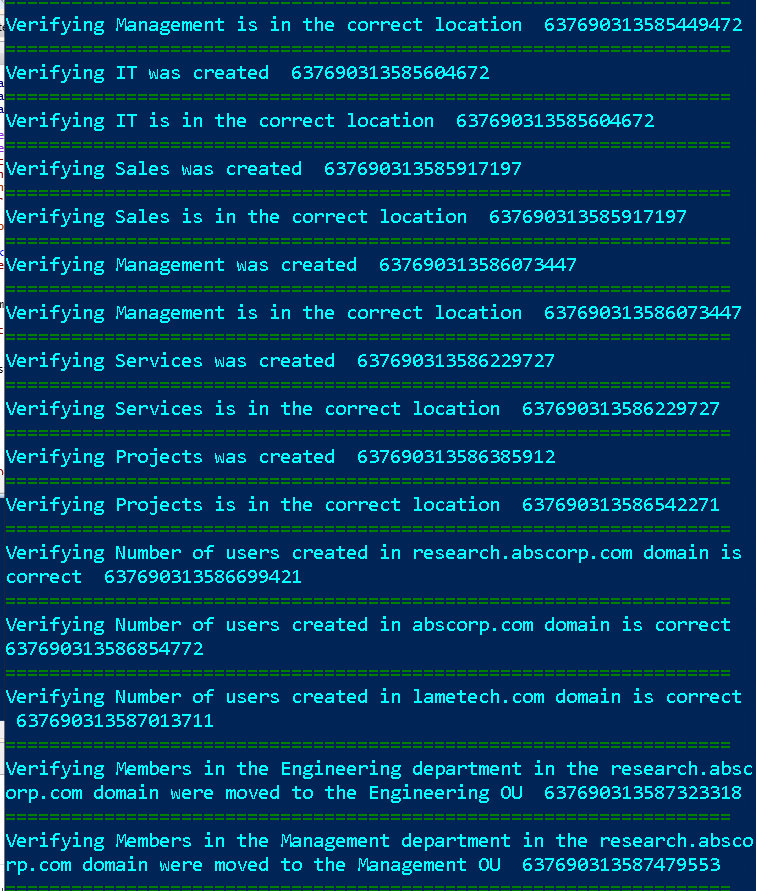 Verifying Management is in the correct location  637690313585449472
==================================================================
Verifying IT was created  637690313585604672
==================================================================
Verifying IT is in the correct location  637690313585604672
==================================================================
Verifying Sales was created  637690313585917197
==================================================================
Verifying Sales is in the correct location  637690313585917197
==================================================================
Verifying Management was created  637690313586073447
==================================================================
Verifying Management is in the correct location  637690313586073447
==================================================================
Verifying Services was created  637690313586229727
==================================================================
Verifying Services is in the correct location  637690313586229727
==================================================================
Verifying Projects was created  637690313586385912
==================================================================
Verifying Projects is in the correct location  637690313586542271
==================================================================
Verifying Number of users created in research.abscorp.com domain is
correct  637690313586699421
==================================================================
Verifying Number of users created in abscorp.com domain is correct
637690313586854772
==================================================================
Verifying Number of users created in lametech.com domain is correct
 637690313587013711
==================================================================
Verifying Members in the Engineering department in the research.absc
orp.com domain were moved to the Engineering OU  637690313587323318
==================================================================
Verifying Members in the Management department in the research.absco
rp.com domain were moved to the Management OU  637690313587479553